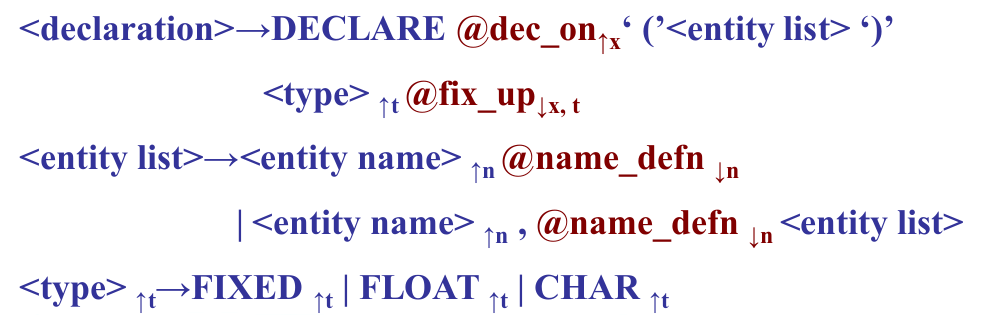 <declaration>→DECLARE @dec_on↑x‘ (’<entity list> ‘)’
<type> ↑t @fix_up↓x, t
<entity list>→<entity name> ↑n @name_defn ↓n
| <entity name> ↑n , @name_defn ↓n <entity list>
<type> ↑t→FIXED ↑t | FLOAT ↑t | CHAR ↑t